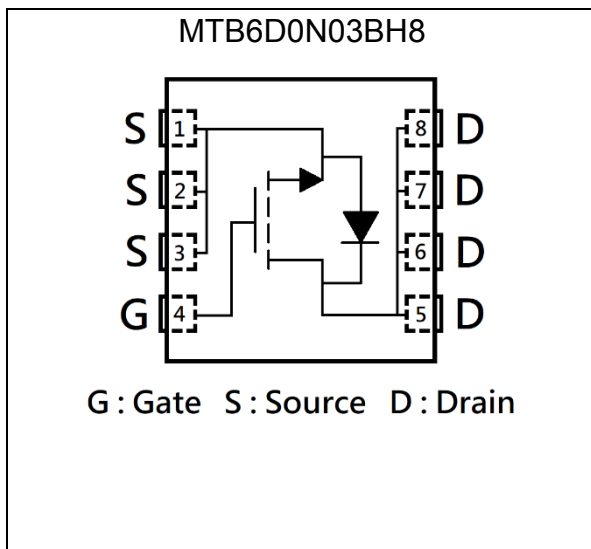 MTB6D0N03BH8
S 1 8 D
S 2 7 D
S 3 6 D
G 4 5 D
G : Gate S : Source D : Drain